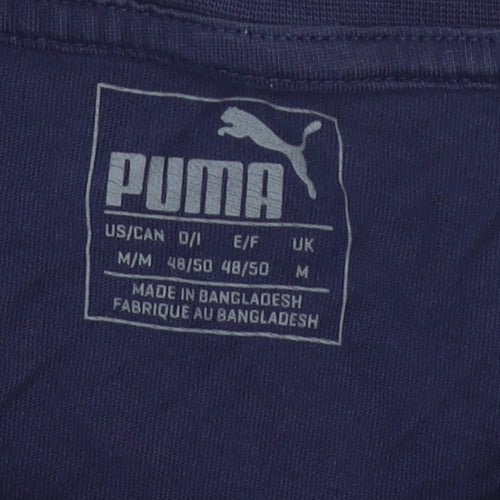 PUMA
US/CAN D/I E/F UK
M/M 48/50 48/50 M
MADE IN BANGLADESH
FABRIQUE AU BANGLADESH